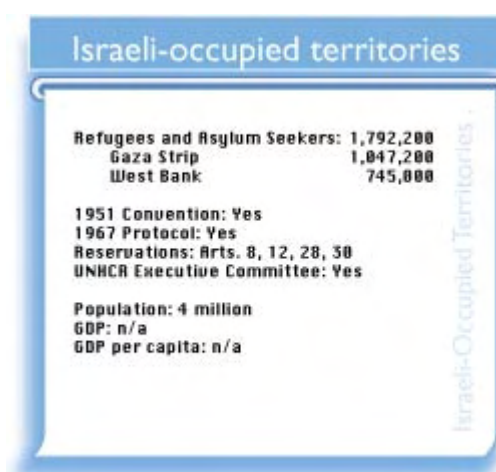 Israeli-occupied territories
Refugees and Asylum Seekers: 1,792,200
Gaza Strip 1,047,200
West Bank 745,000
1951 Convention: Yes
1967 Protocol: Yes
Reservations: Arts. 8, 12, 28, 30
UNHCR Executive Committee: Yes
Population: 4 million
GDP: n/a
GDP per capita: n/a
Israeli-Occupied Territories .